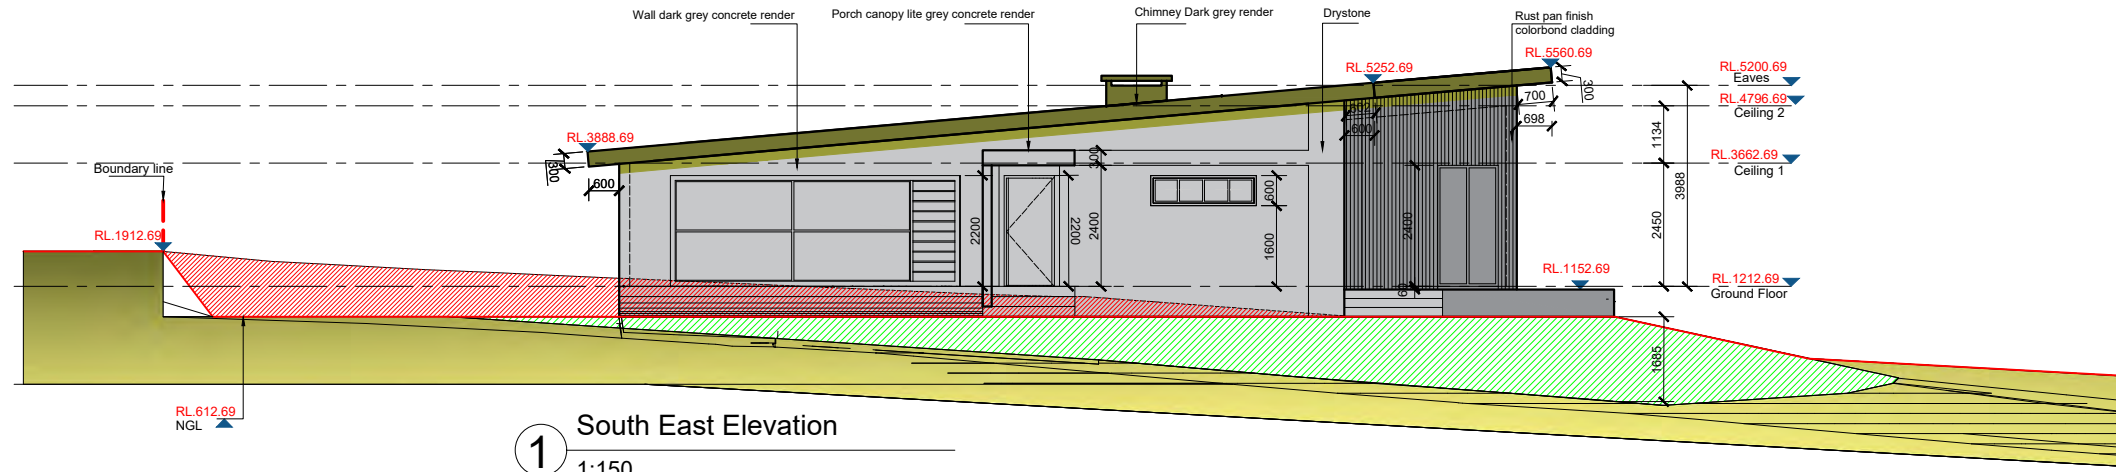 Wall dark grey concrete render
Porch canopy lite grey concrete render
Chimney Dark grey render
Drystone
Rust pan finish
colorbond cladding
RL.5560.69
RL.5252.69
RL.5200.69
Eaves
RL.4796.69
Ceiling 2
300
700
698
600
1134
RL.3888.69
300
600
Boundary line
RL.3662.69
Ceiling 1
3988
300
600
2200
2200
2400
1600
2400
2450
RL.1912.69
RL.1152.69
RL.1212.69
Ground Floor
60
1685
RL.612.69
NGL
1
South East Elevation
1:150